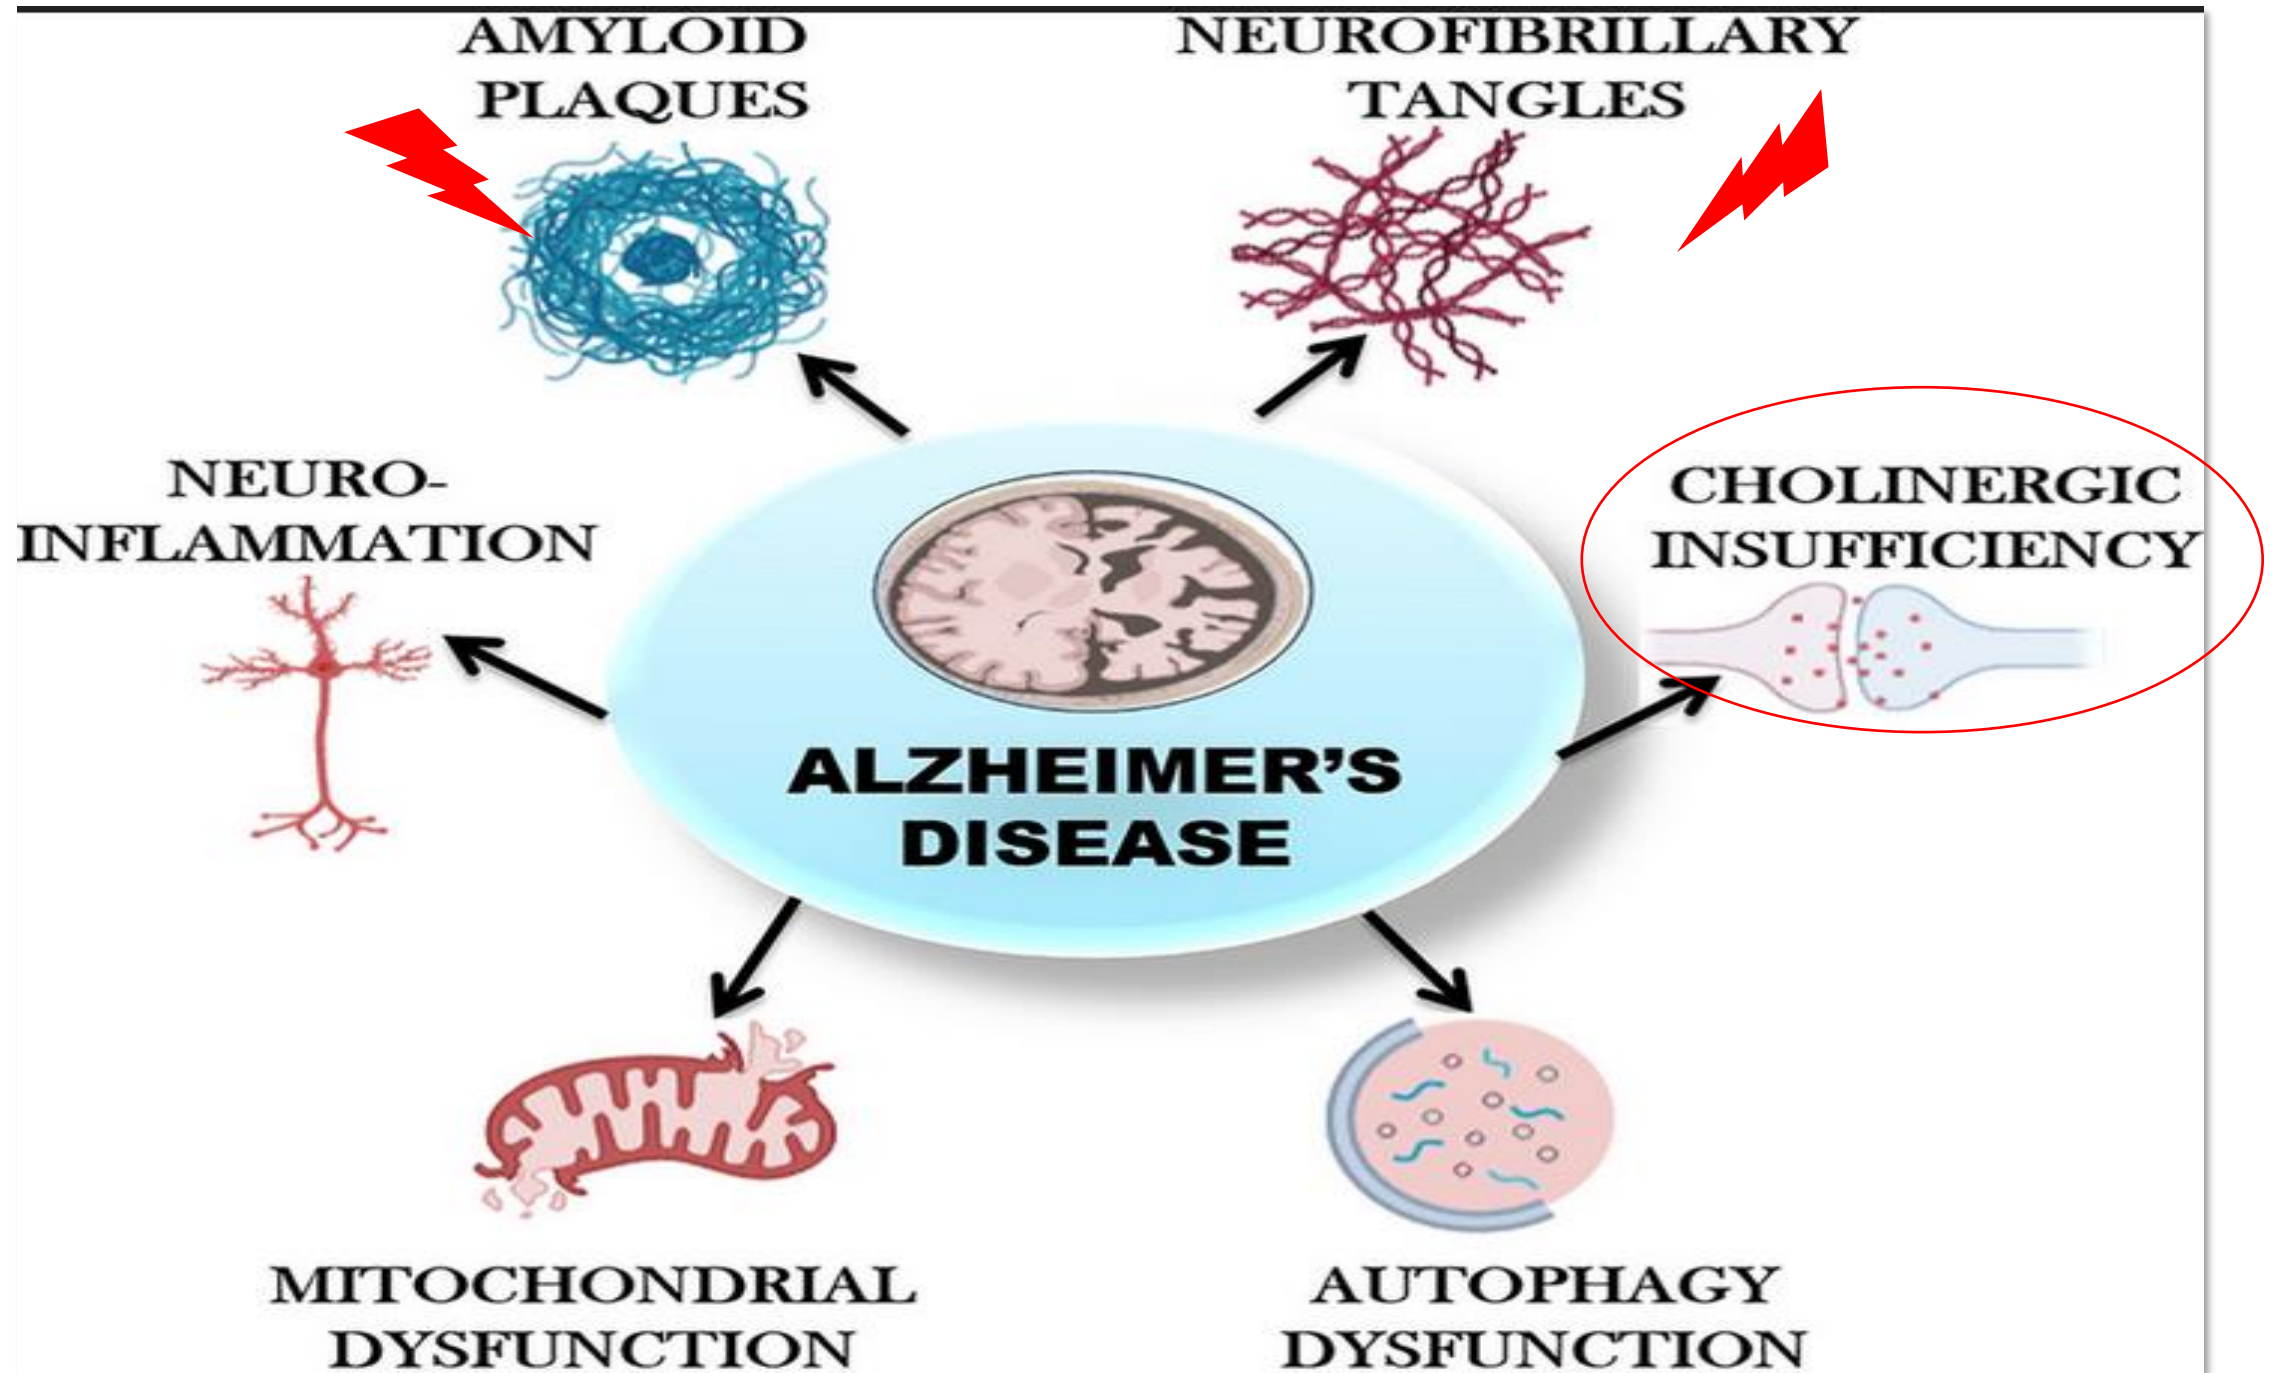 AMYLOID
PLAQUES
NEUROFIBRILLARY
TANGLES
NEURO-
INFLAMMATION
CHOLINERGIC
INSUFFICIENCY
ALZHEIMER’S
DISEASE
MITOCHONDRIAL
DYSFUNCTION
AUTOPHAGY
DYSFUNCTION